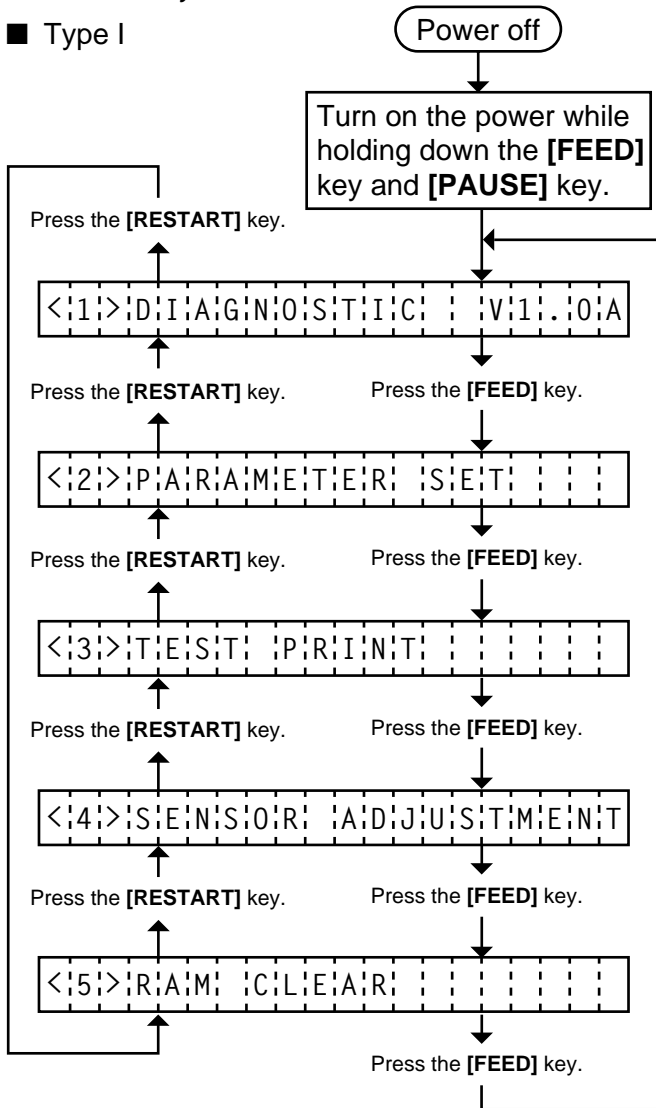 ■ Type I
Power off
Turn on the power while
holding down the [FEED]
key and [PAUSE] key.
Press the [RESTART] key.
<1>DIAGNOSTIC  V1.0A
Press the [RESTART] key.
Press the [FEED] key.
<2>PARAMETER SET
Press the [RESTART] key.
Press the [FEED] key.
<3>TEST PRINT
Press the [RESTART] key.
Press the [FEED] key.
<4>SENSOR ADJUSTMENT
Press the [RESTART] key.
Press the [FEED] key.
<5>RAM CLEAR
Press the [FEED] key.